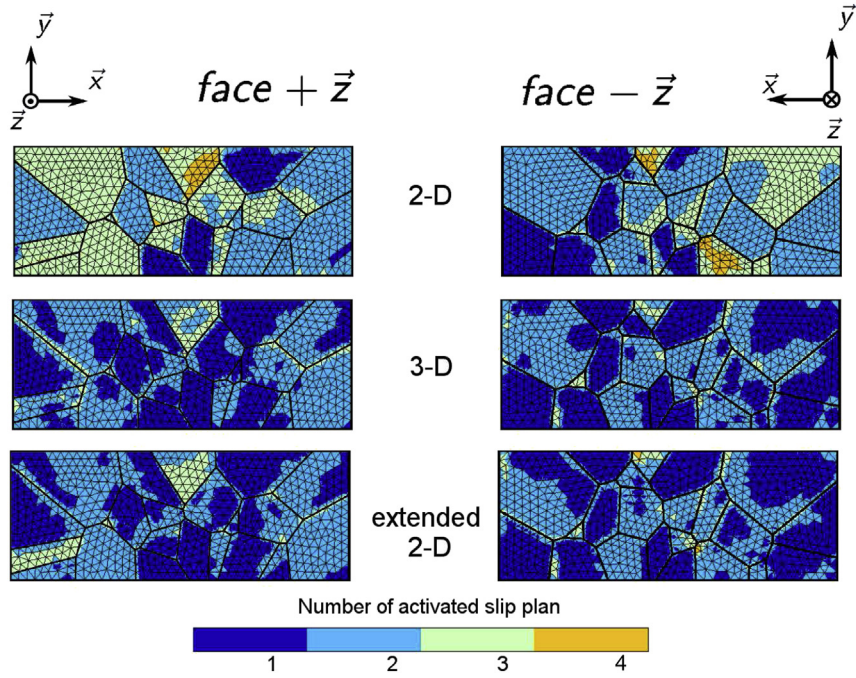 y⃗
x⃗
z⃗
face + z⃗
face − z⃗
y⃗
x⃗
z⃗
2-D
3-D
extended
2-D
Number of activated slip plan
1 2 3 4